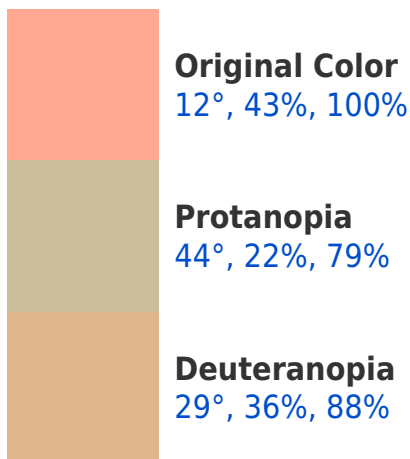 Original Color
12°, 43%, 100%
Protanopia
44°, 22%, 79%
Deuteranopia
29°, 36%, 88%